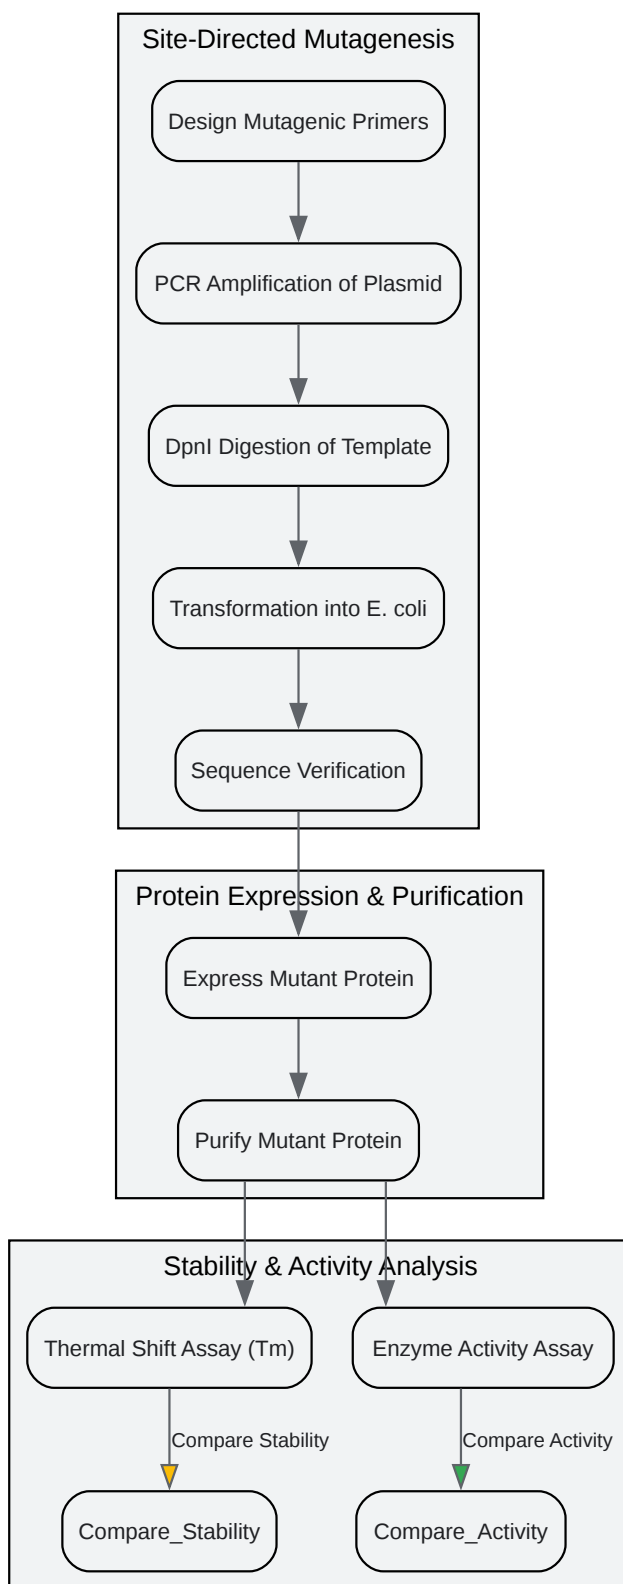 Site-Directed Mutagenesis
Design Mutagenic Primers
PCR Amplification of Plasmid
DpnI Digestion of Template
Transformation into E. coli
Sequence Verification
Protein Expression & Purification
Express Mutant Protein
Purify Mutant Protein
Stability & Activity Analysis
Thermal Shift Assay (Tm)
Enzyme Activity Assay
Compare Stability
Compare Activity
Compare_Stability
Compare_Activity